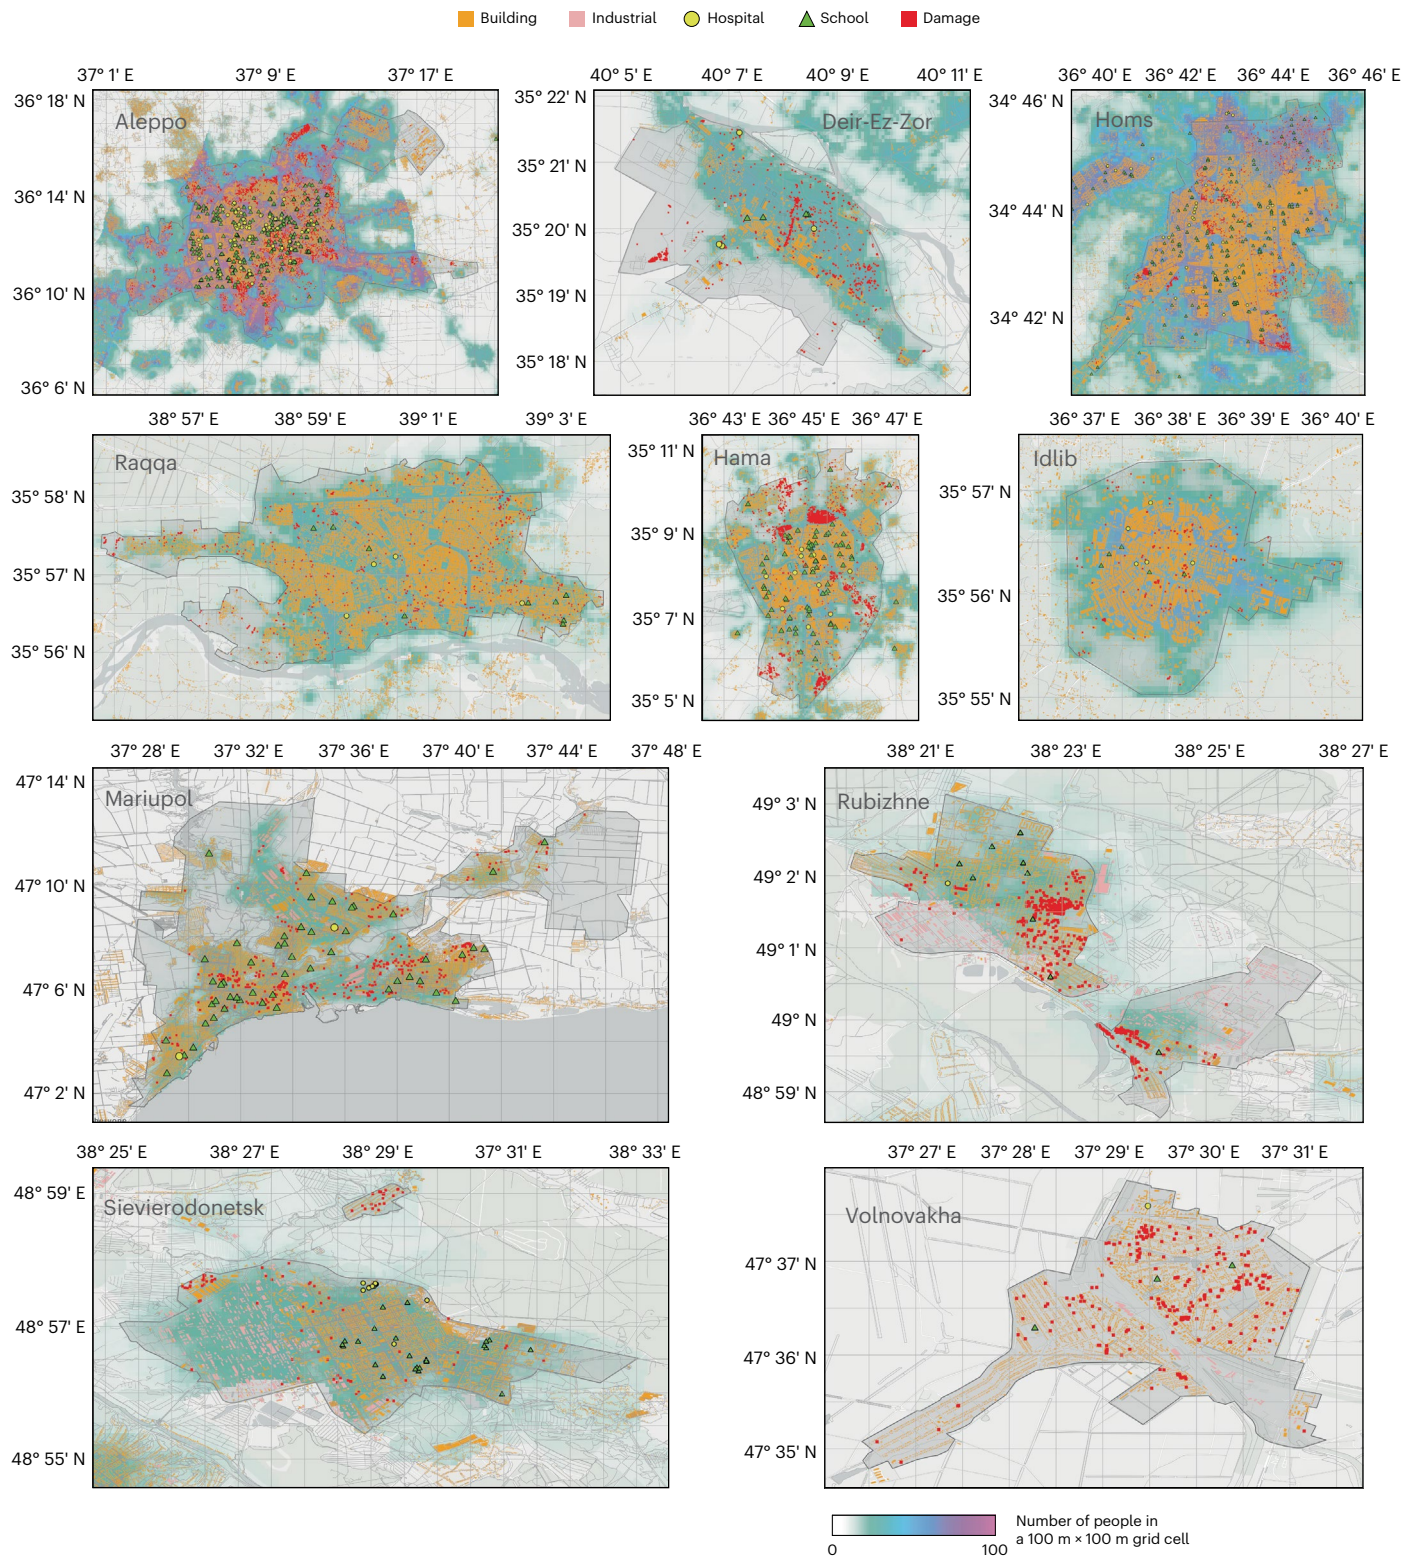 Building Industrial Hospital School Damage
37° 1' E 37° 9' E 37° 17' E
36° 18' N
36° 14' N
36° 10' N
36° 6' N
Aleppo
40° 5' E 40° 7' E 40° 9' E 40° 11' E
35° 22' N
35° 21' N
35° 20' N
35° 19' N
35° 18' N
Deir-Ez-Zor
36° 40' E 36° 42' E 36° 44' E 36° 46' E
34° 46' N
34° 44' N
34° 42' N
Homs
38° 57' E 38° 59' E 39° 1' E 39° 3' E
35° 58' N
35° 57' N
35° 56' N
Raqqa
36° 43' E 36° 45' E 36° 47' E
35° 11' N
35° 9' N
35° 7' N
35° 5' N
Hama
36° 37' E 36° 38' E 36° 39' E 36° 40' E
35° 57' N
35° 56' N
35° 55' N
Idlib
37° 28' E 37° 32' E 37° 36' E 37° 40' E 37° 44' E 37° 48' E
47° 14' N
47° 10' N
47° 6' N
47° 2' N
Mariupol
38° 21' E 38° 23' E 38° 25' E 38° 27' E
49° 3' N
49° 2' N
49° 1' N
49° N
48° 59' N
Rubizhne
38° 25' E 38° 27' E 38° 29' E 37° 31' E 38° 33' E
48° 59' E
48° 57' E
48° 55' N
Sievierodonetsk
37° 27' E 37° 28' E 37° 29' E 37° 30' E 37° 31' E
47° 37' N
47° 36' N
47° 35' N
Volnovakha
0 100
Number of people in
a 100 m × 100 m grid cell